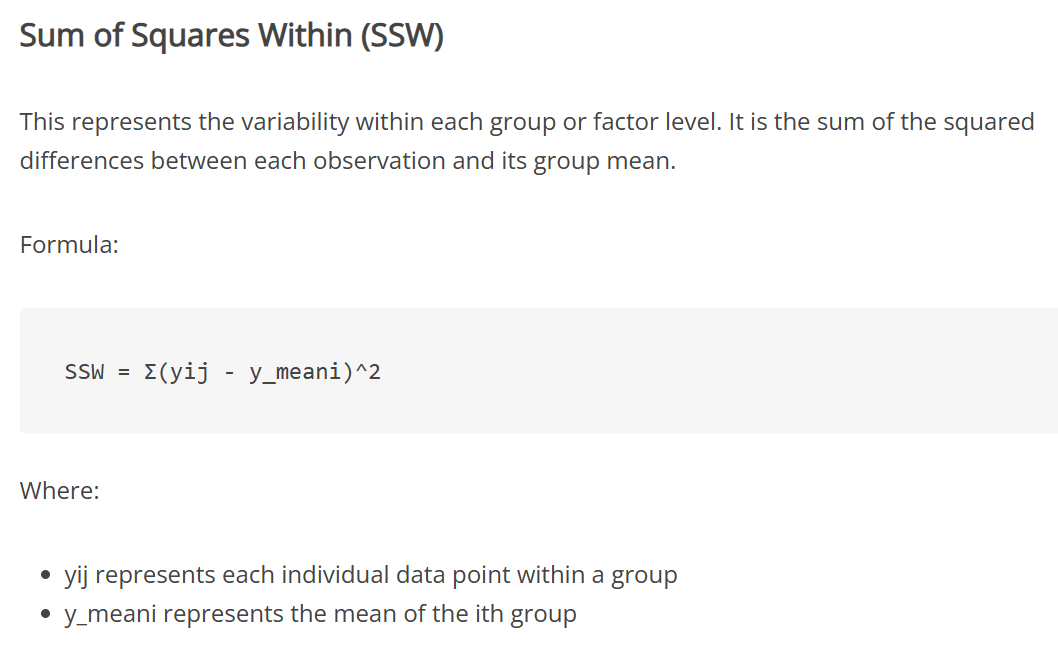 Sum of Squares Within (SSW)
This represents the variability within each group or factor level. It is the sum of the squared
differences between each observation and its group mean.
Formula:
SSW = Σ(yij - y_meani)^2
Where:
• yij represents each individual data point within a group
• y_meani represents the mean of the ith group